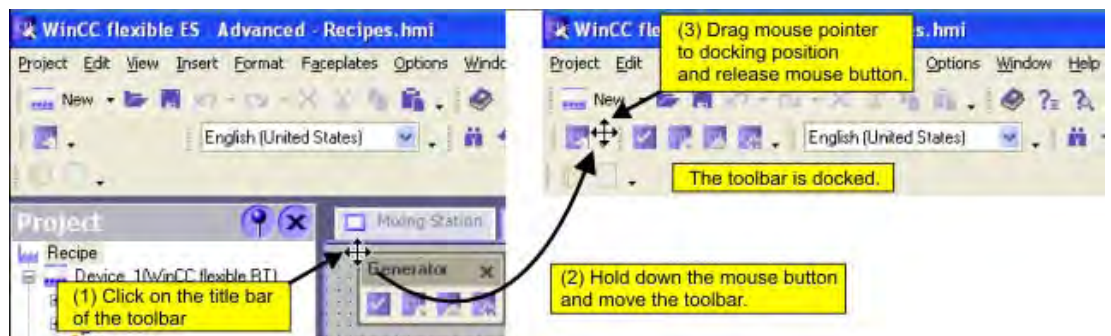 WinCC flexible ES Advanced - Recipes.hmi
Project Edit View Insert Format Faceplates Options Windo
New
English (United States)
Project
Mixing Station
Recipe
Device_1(WinCC flexible RT)
Generator
(1) Click on the title bar
of the toolbar
WinCC fle
es.hmi
(3) Drag mouse pointer
to docking position
and release mouse button.
Project Edit
Options Window Help
New
English (United States)
The toolbar is docked.
(2) Hold down the mouse button
and move the toolbar.